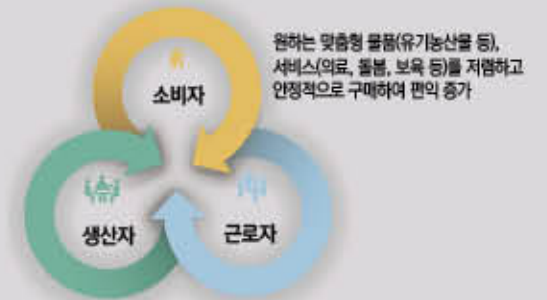 원하는 맞춤형 물품(유기농산물 등),
서비스(의료, 돌봄, 보육 등)를 저렴하고
안정적으로 구매하여 편익 증가
소비자
생산자
근로자